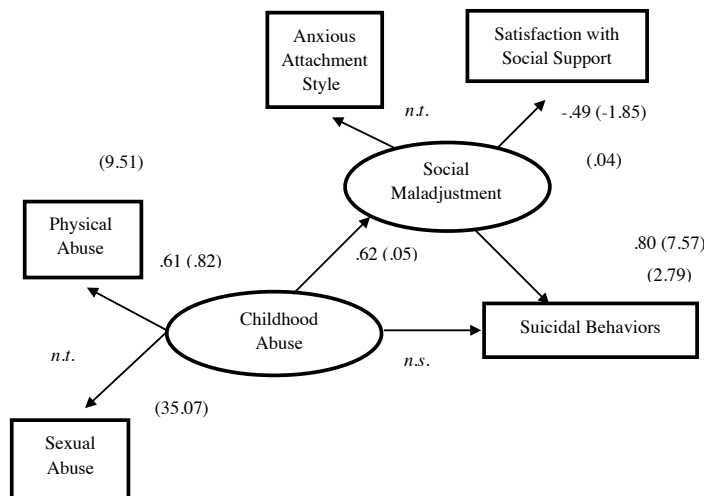 Anxious
Attachment
Style
Satisfaction with
Social Support
n.t.
-.49 (-1.85)
(.04)
(9.51)
Social
Maladjustment
Physical
Abuse
.61 (.82)
.62 (.05)
.80 (7.57)
(2.79)
Childhood
Abuse
Suicidal Behaviors
n.t.
n.s.
(35.07)
Sexual
Abuse